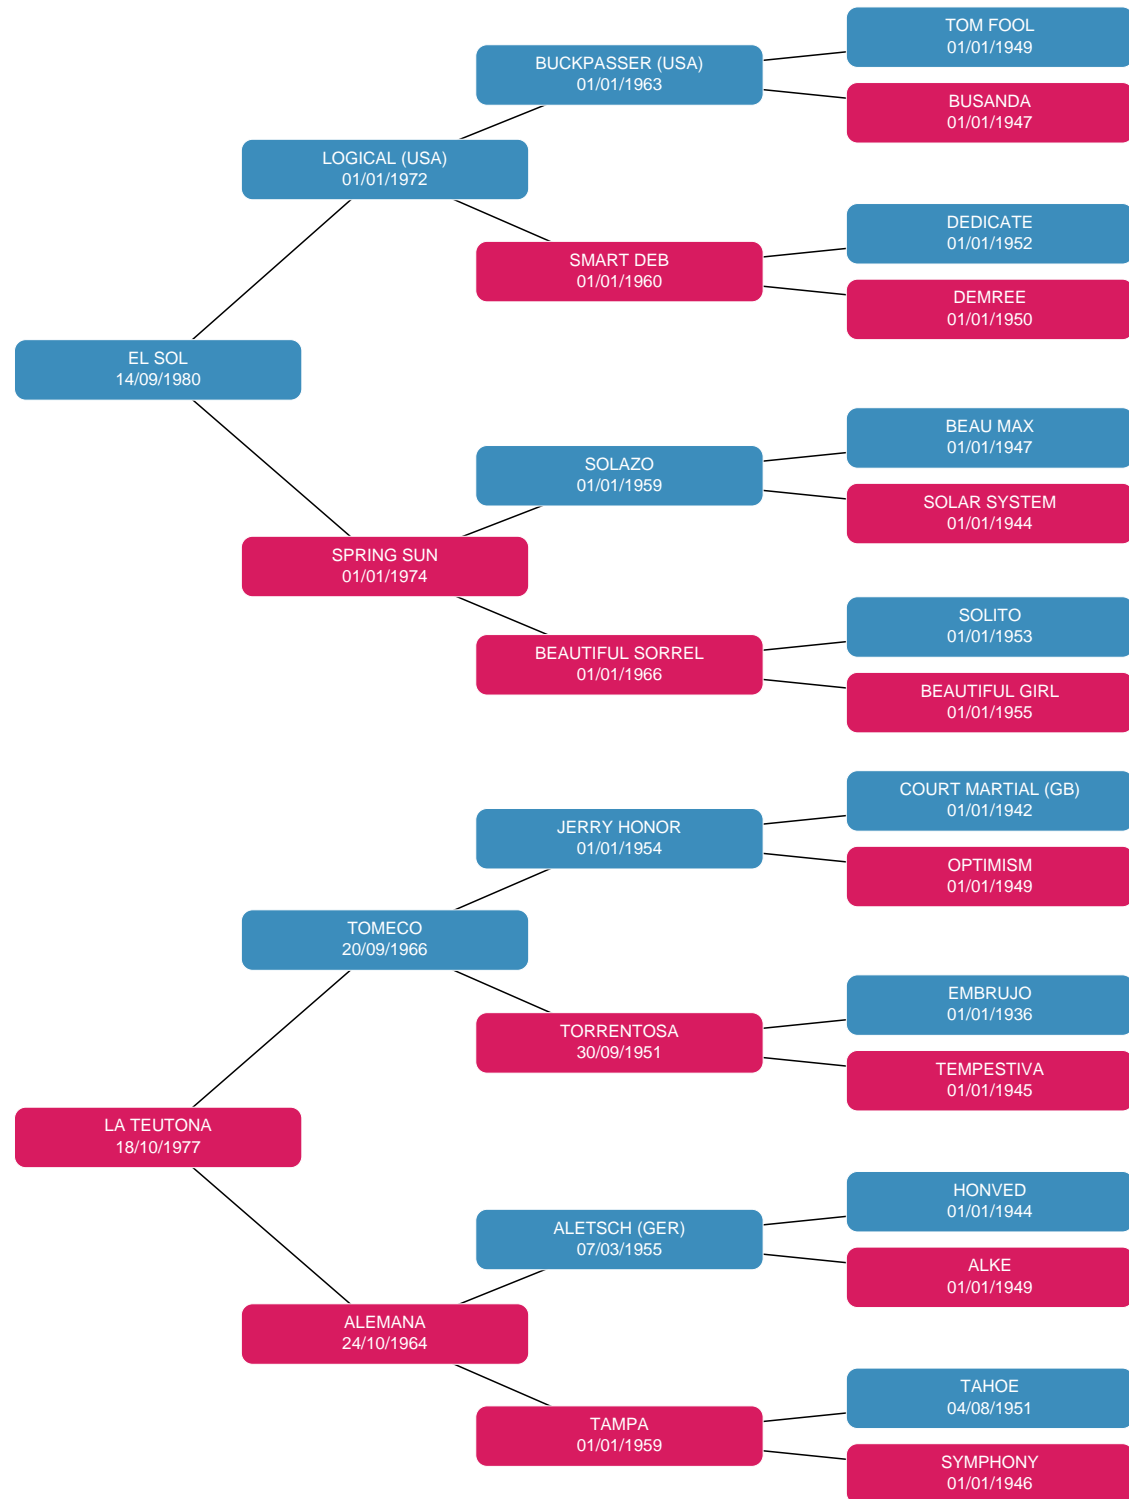 TOM FOOL
01/01/1949
BUCKPASSER (USA)
01/01/1963
BUSANDA
01/01/1947
LOGICAL (USA)
01/01/1972
DEDICATE
01/01/1952
SMART DEB
01/01/1960
DEMREE
01/01/1950
EL SOL
14/09/1980
BEAU MAX
01/01/1947
SOLAZO
01/01/1959
SOLAR SYSTEM
01/01/1944
SPRING SUN
01/01/1974
SOLITO
01/01/1953
BEAUTIFUL SORREL
01/01/1966
BEAUTIFUL GIRL
01/01/1955
COURT MARTIAL (GB)
01/01/1942
JERRY HONOR
01/01/1954
OPTIMISM
01/01/1949
TOMECO
20/09/1966
EMBRUJO
01/01/1936
TORRENTOSA
30/09/1951
TEMPESTIVA
01/01/1945
LA TEUTONA
18/10/1977
HONVED
01/01/1944
ALETSCH (GER)
07/03/1955
ALKE
01/01/1949
ALEMANA
24/10/1964
TAHOE
04/08/1951
TAMPA
01/01/1959
SYMPHONY
01/01/1946